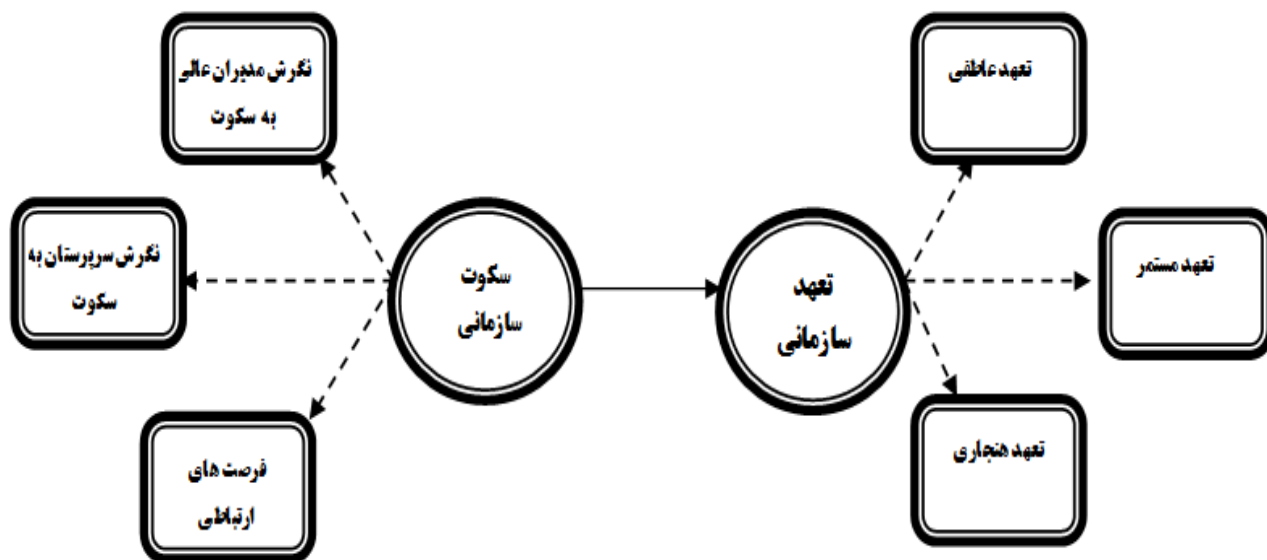 نگرش مدیران عالی
به سکوت
نگرش سرپرستان به
سکوت
فرصت های
ارتباطی
سکوت
سازمانی
تعهد
سازمانی
تعهد عاطفی
تعهد مستمر
تعهد هنجاری